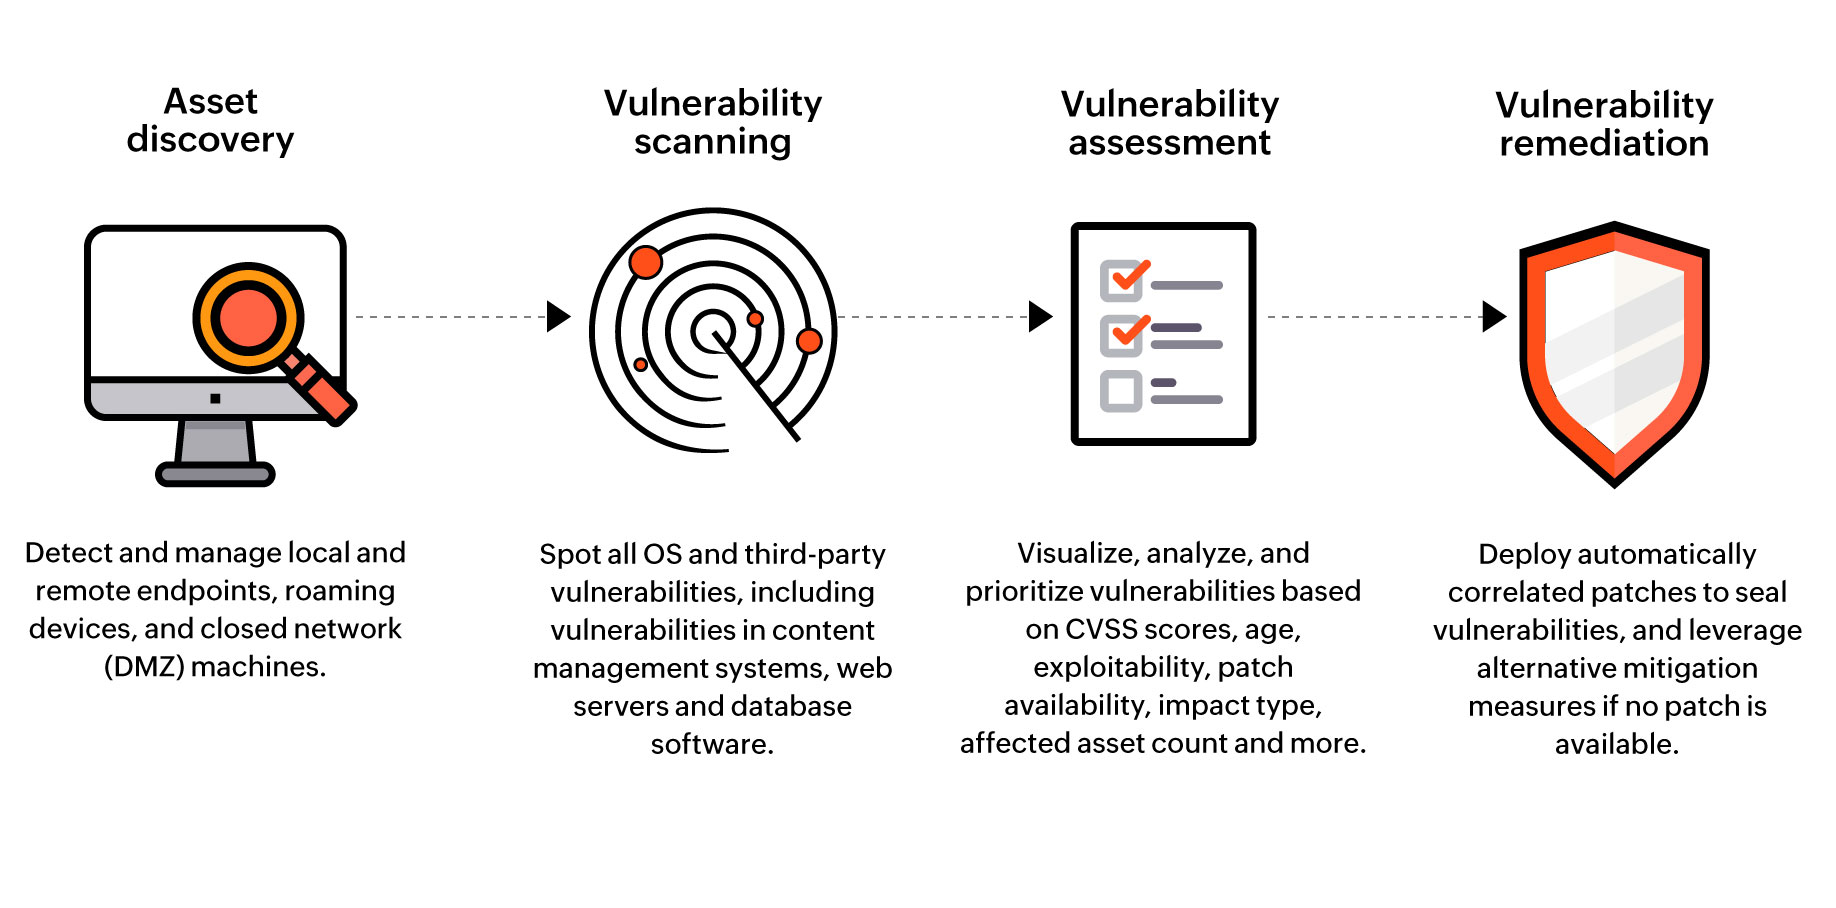 Asset
discovery
Vulnerability
scanning
Vulnerability
assessment
Vulnerability
remediation
Detect and manage local and
remote endpoints, roaming
devices, and closed network
(DMZ) machines.
Spot all OS and third-party
vulnerabilities, including
vulnerabilities in content
management systems, web
servers and database
software.
Visualize, analyze, and
prioritize vulnerabilities based
on CVSS scores, age,
exploitability, patch
availability, impact type,
affected asset count and more.
Deploy automatically
correlated patches to seal
vulnerabilities, and leverage
alternative mitigation
measures if no patch is
available.